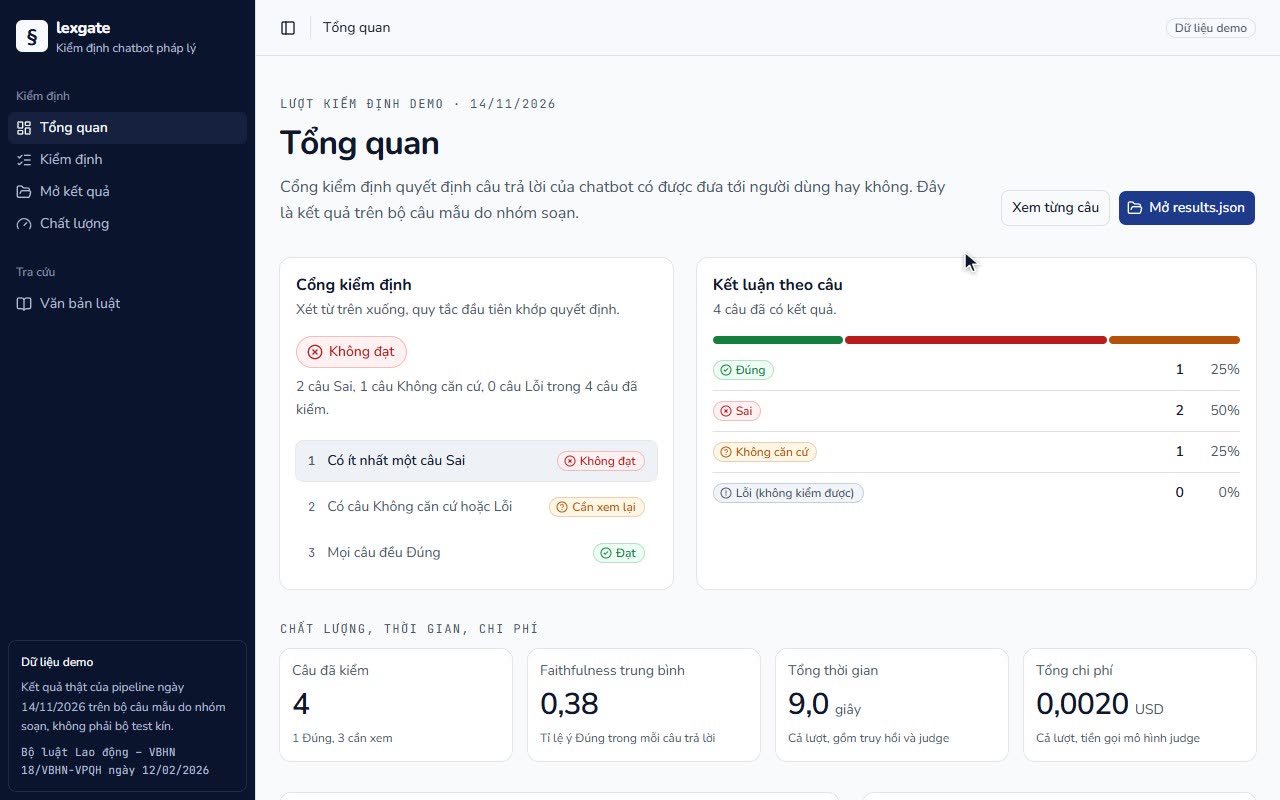 §
lexgate
Kiểm định chatbot pháp lý
Kiểm định
Tổng quan
Kiểm định
Mở kết quả
Chất lượng
Tra cứu
Văn bản luật
Dữ liệu demo
Kết quả thật của pipeline ngày
14/11/2026 trên bộ câu mẫu do nhóm
soạn, không phải bộ test kín.
Bộ luật Lao động – VBHN
18/VBHN-VPQH ngày 12/02/2026
Tổng quan
Dữ liệu demo
LƯỢT KIỂM ĐỊNH DEMO · 14/11/2026
Tổng quan
Cổng kiểm định quyết định câu trả lời của chatbot có được đưa tới người dùng hay không. Đây
là kết quả trên bộ câu mẫu do nhóm soạn.
Xem từng câu
Mở results.json
Cổng kiểm định
Xét từ trên xuống, quy tắc đầu tiên khớp quyết định.
Không đạt
2 câu Sai, 1 câu Không căn cứ, 0 câu Lỗi trong 4 câu đã
kiểm.
1 Có ít nhất một câu Sai Không đạt
2 Có câu Không căn cứ hoặc Lỗi Cần xem lại
3 Mọi câu đều Đúng Đạt
Kết luận theo câu
4 câu đã có kết quả.
Đúng 1 25%
Sai 2 50%
Không căn cứ 1 25%
Lỗi (không kiểm được) 0 0%
CHẤT LƯỢNG, THỜI GIAN, CHI PHÍ
Câu đã kiểm
4
1 Đúng, 3 cần xem
Faithfulness trung bình
0,38
Tỉ lệ ý Đúng trong mỗi câu trả lời
Tổng thời gian
9,0 giây
Cả lượt, gồm truy hồi và judge
Tổng chi phí
0,0020 USD
Cả lượt, tiền gọi mô hình judge